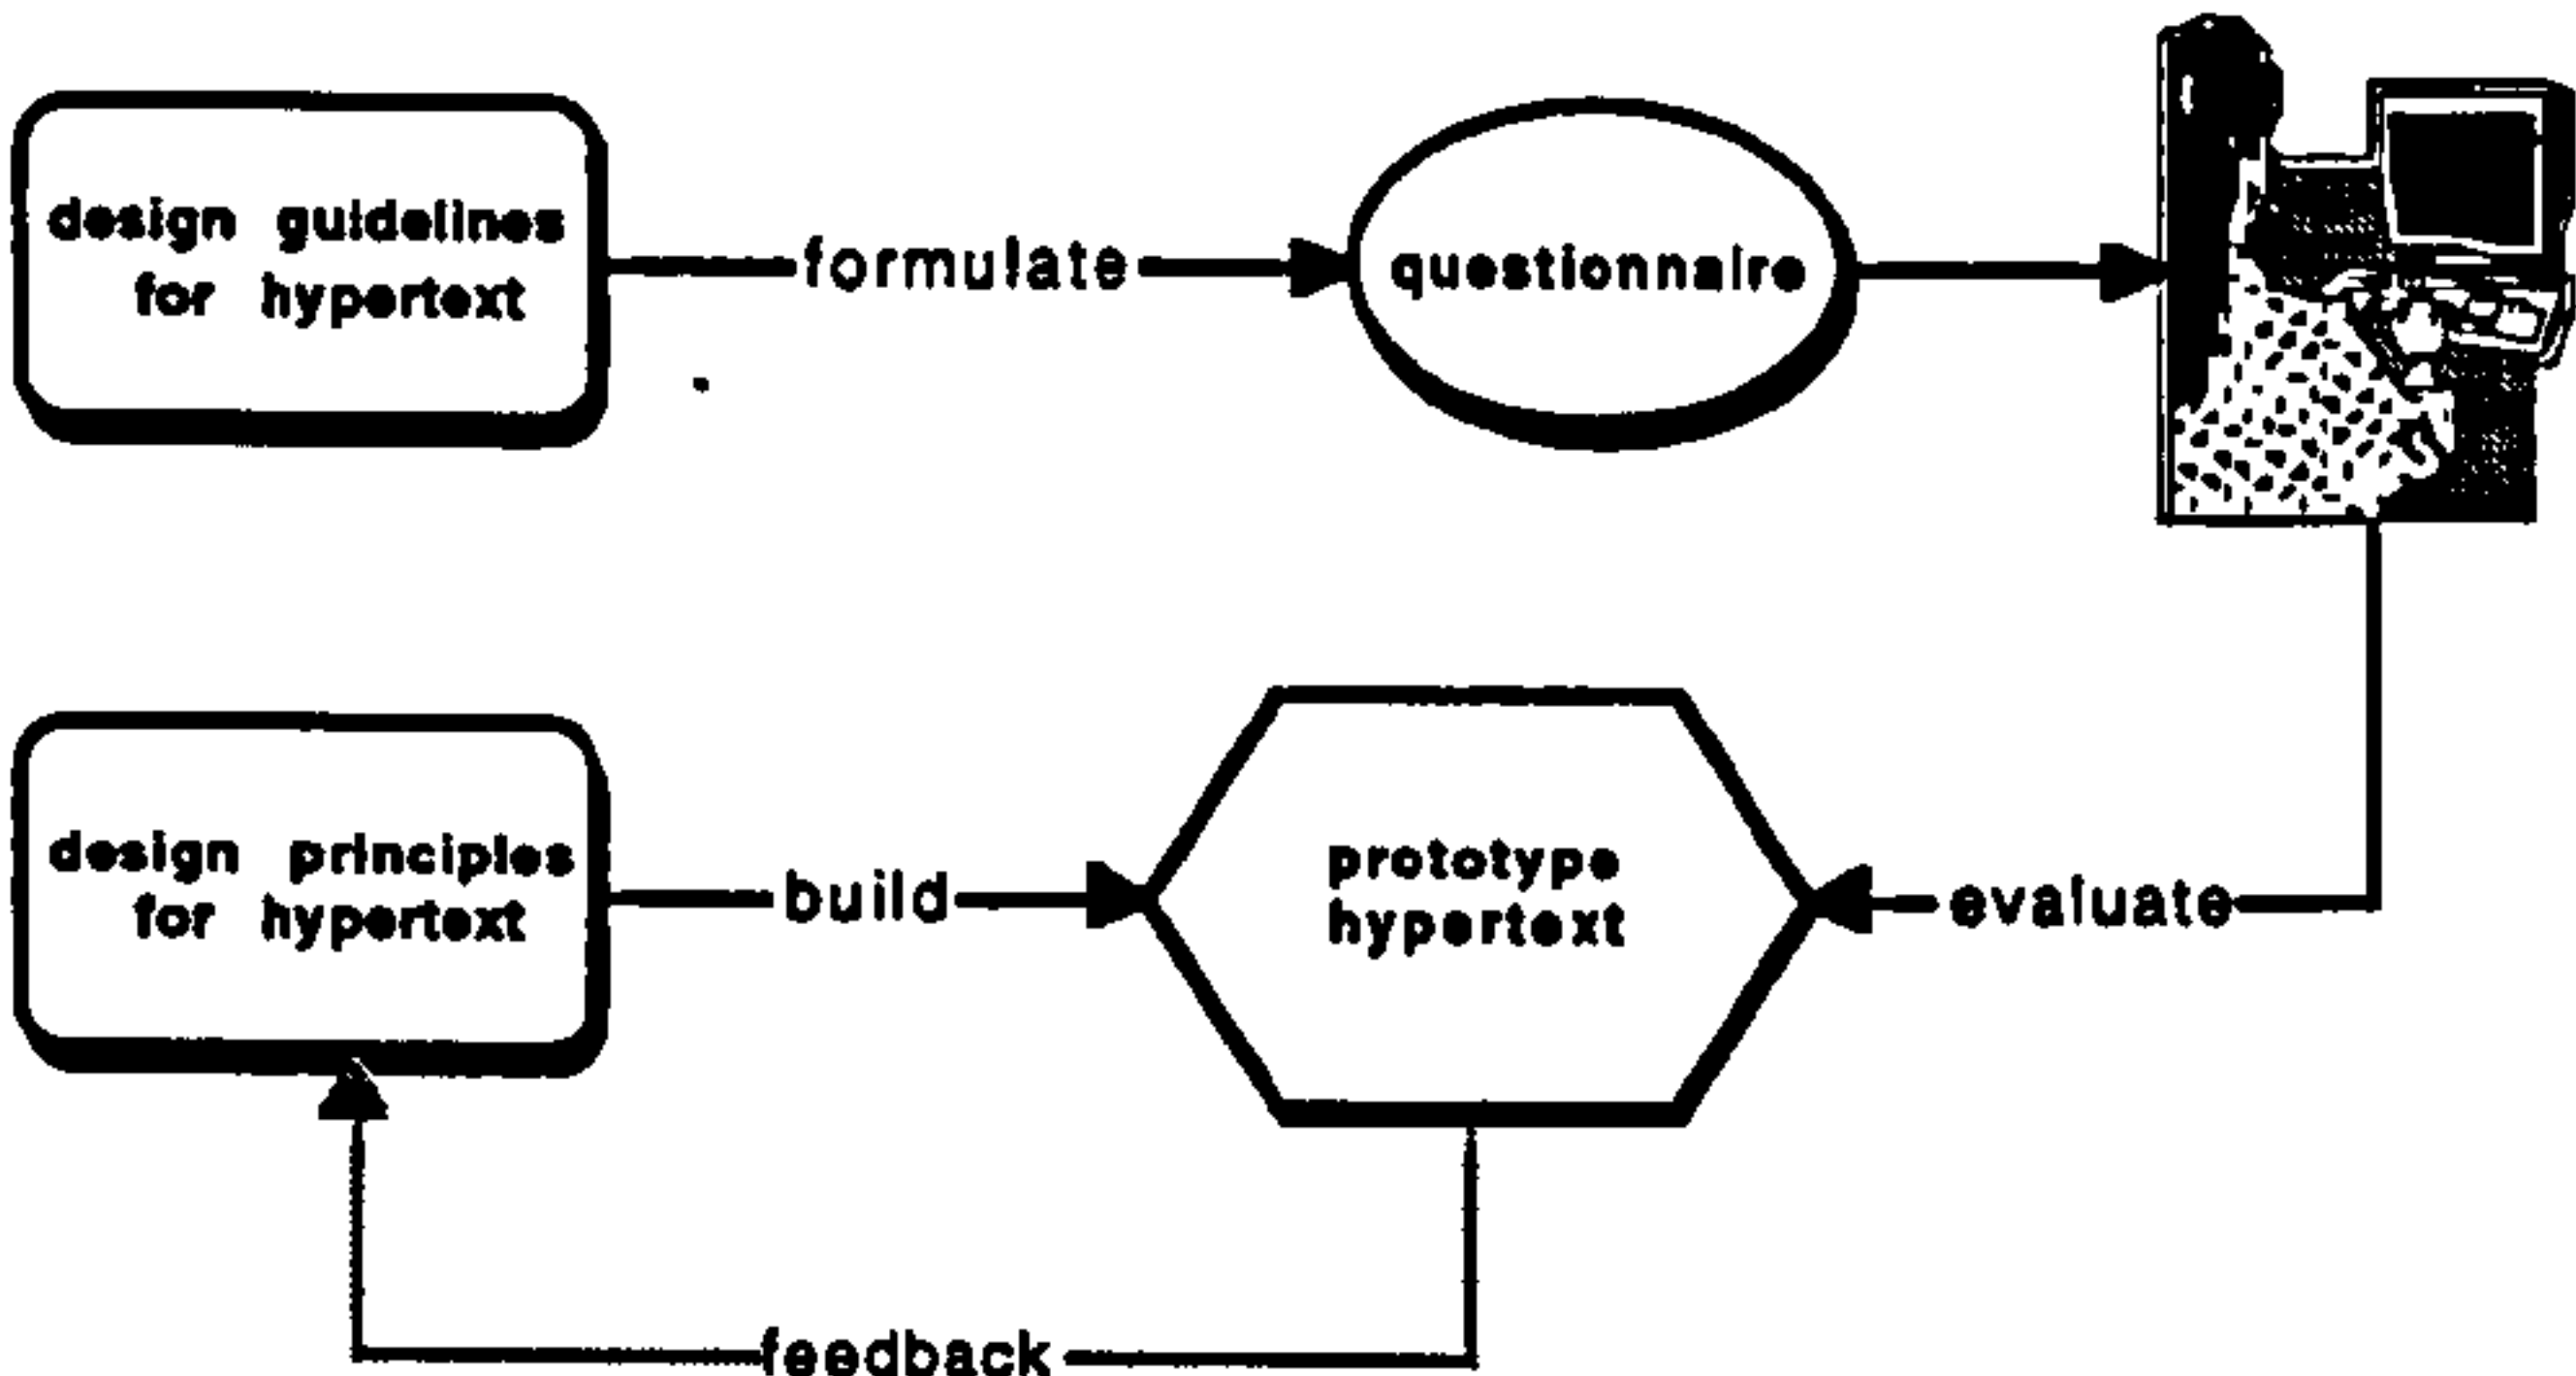 design guidelines
for hypertext
formulate
questionnaire
design principles
for hypertext
build
prototype
hypertext
evaluate
feedback